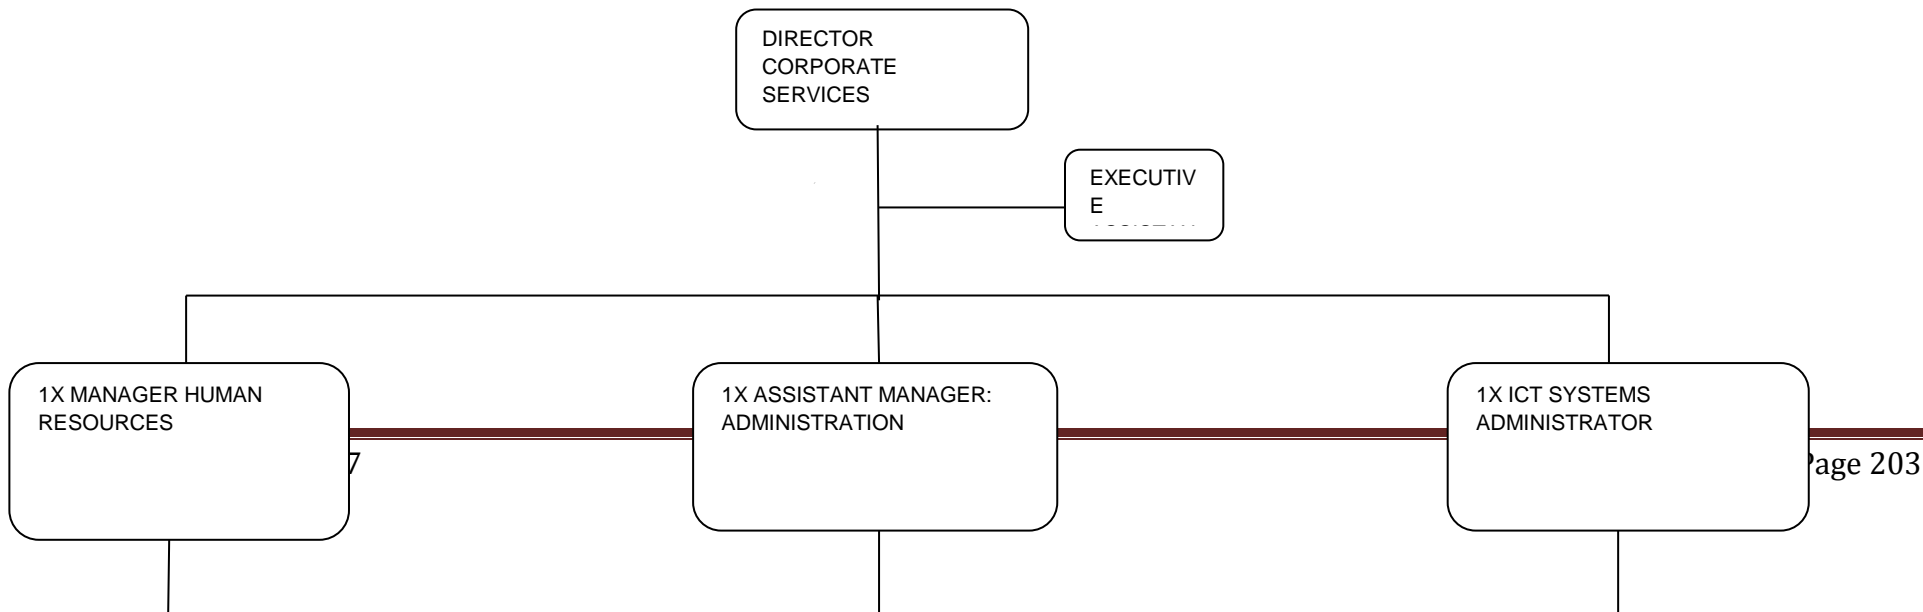 DIRECTOR
CORPORATE
SERVICES
EXECUTIV
E
1X MANAGER HUMAN
RESOURCES
1X ASSISTANT MANAGER:
ADMINISTRATION
1X ICT SYSTEMS
ADMINISTRATOR
7
Page 203